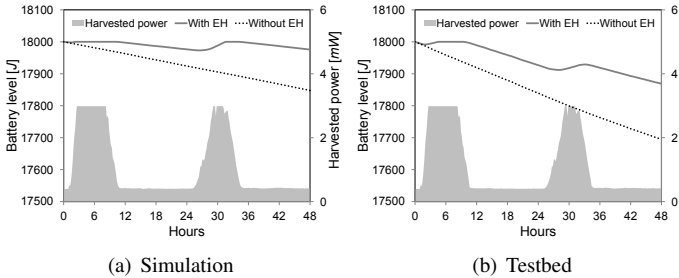 Harvested power With EH Without EH
Battery level [J]
18100
18000
17900
17800
17700
17600
17500
6
4
2
0
Harvested power [mW]
0 6 12 18 24 30 36 42 48
Hours
(a) Simulation
Harvested power With EH Without EH
Battery level [J]
18100
18000
17900
17800
17700
17600
17500
6
4
2
0
0 6 12 18 24 30 36 42 48
Hours
(b) Testbed